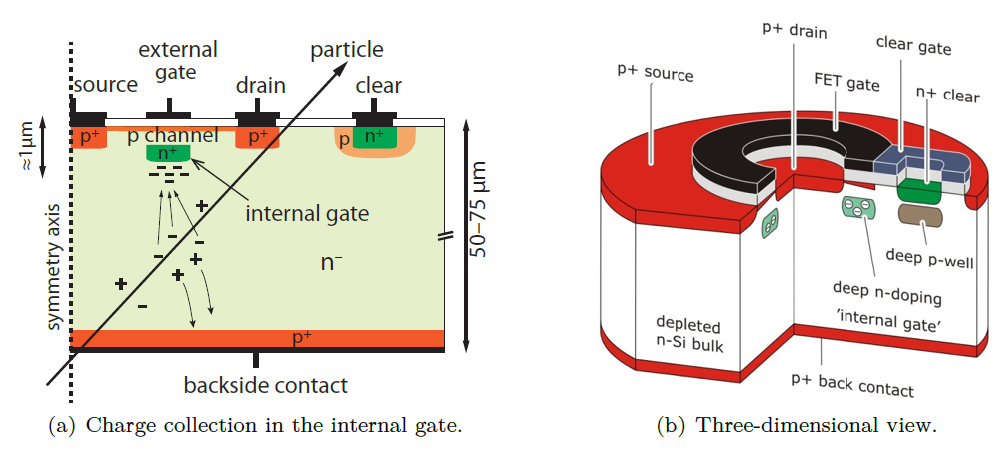 external
gate
particle
source
drain
clear
≈1μm
p+
p channel
p+
p
n+
n+
internal gate
50–75 μm
symmetry axis
n−
p+
backside contact
(a) Charge collection in the internal gate.
p+ drain
clear gate
p+ source
FET gate
n+ clear
deep p-well
deep n-doping
'internal gate'
depleted
n-Si bulk
p+ back contact
(b) Three-dimensional view.